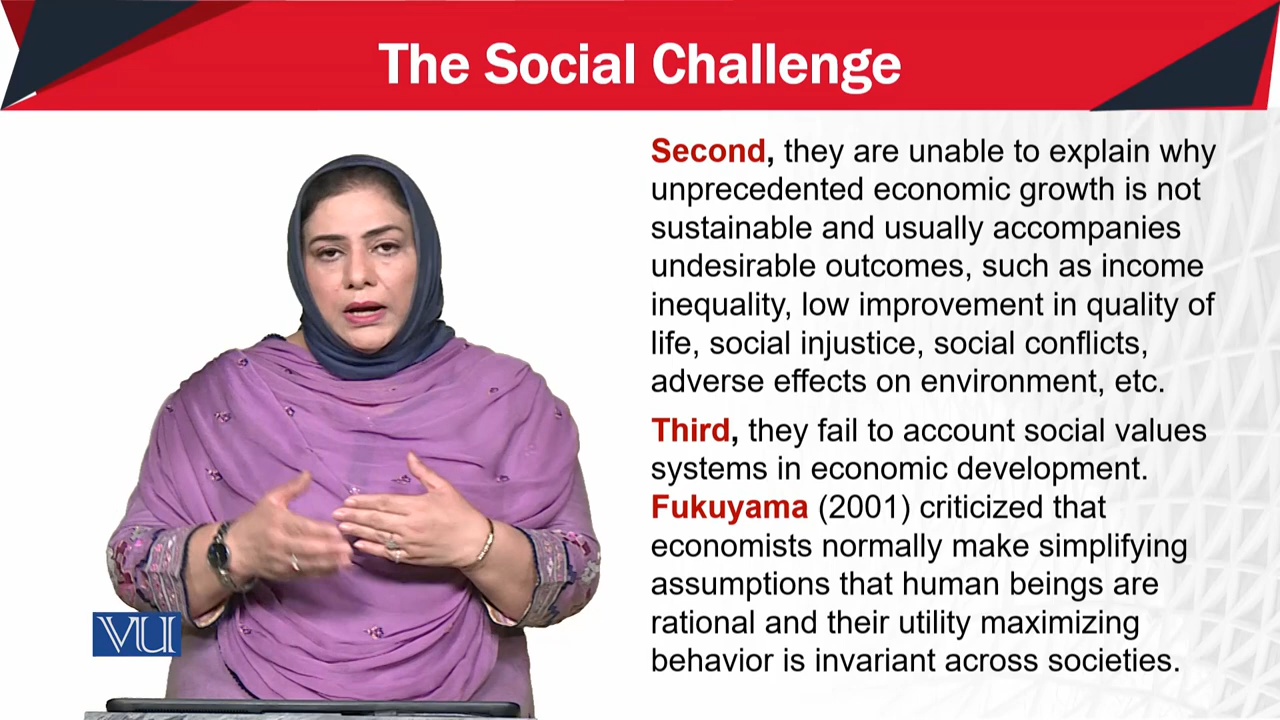 The Social Challenge
Second, they are unable to explain why
unprecedented economic growth is not
sustainable and usually accompanies
undesirable outcomes, such as income
inequality, low improvement in quality of
life, social injustice, social conflicts,
adverse effects on environment, etc.
Third, they fail to account social values
systems in economic development.
Fukuyama (2001) criticized that
economists normally make simplifying
assumptions that human beings are
rational and their utility maximizing
behavior is invariant across societies.
VU